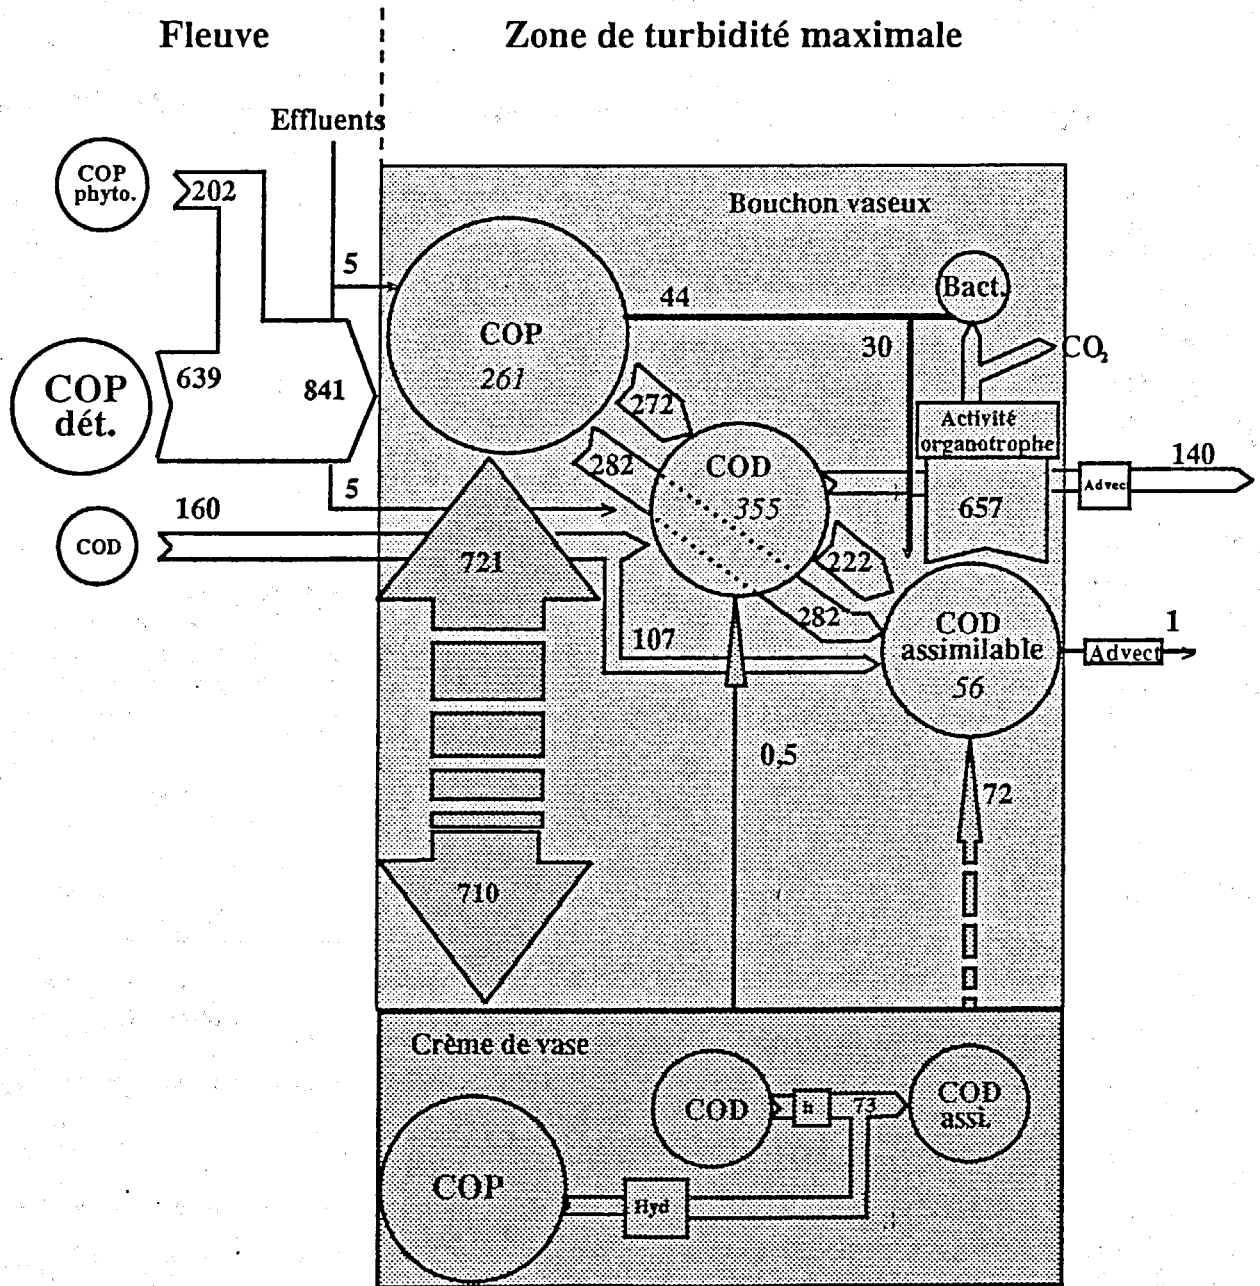 Fleuve
Zone de turbidité maximale
Effluents
COP
phyto.
202
Bouchon vaseux
5
44
Bact.
COP
261
30
CO₂
COP
dét.
639
841
272
Activité
organotrophe
282
COD
355
140
Advec
5
657
160
COD
721
222
282
COD
assimilable
56
107
1
Advect
0,5
72
710
Crème de vase
COD
h
73
COD
assi.
COP
Hyd